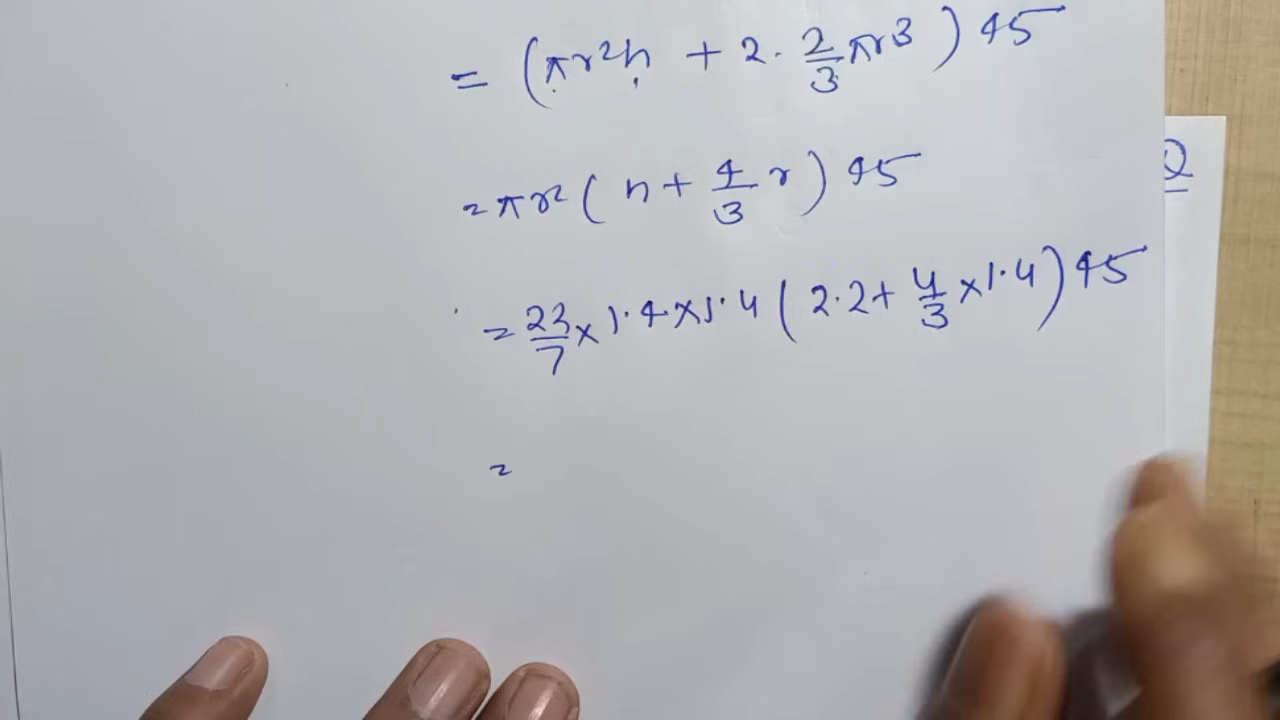 = (πr²h + 2. 2/3 πr³) 45
= πr² (h + 4/3 r) 45
Q
= 22/7 × 1.4 × 1.4 (2.2 + 4/3 × 1.4) 45
=